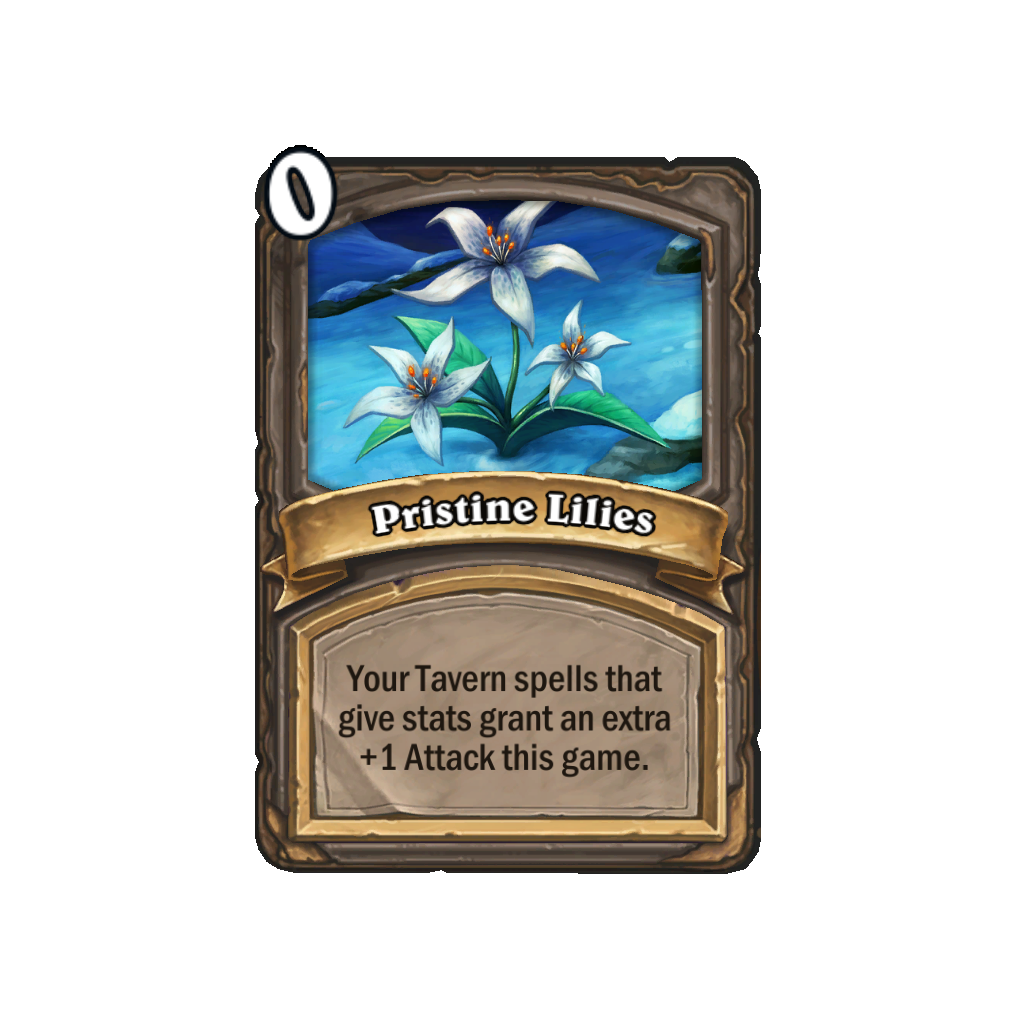 0
Pristine Lilies
Your Tavern spells that
give stats grant an extra
+1 Attack this game.